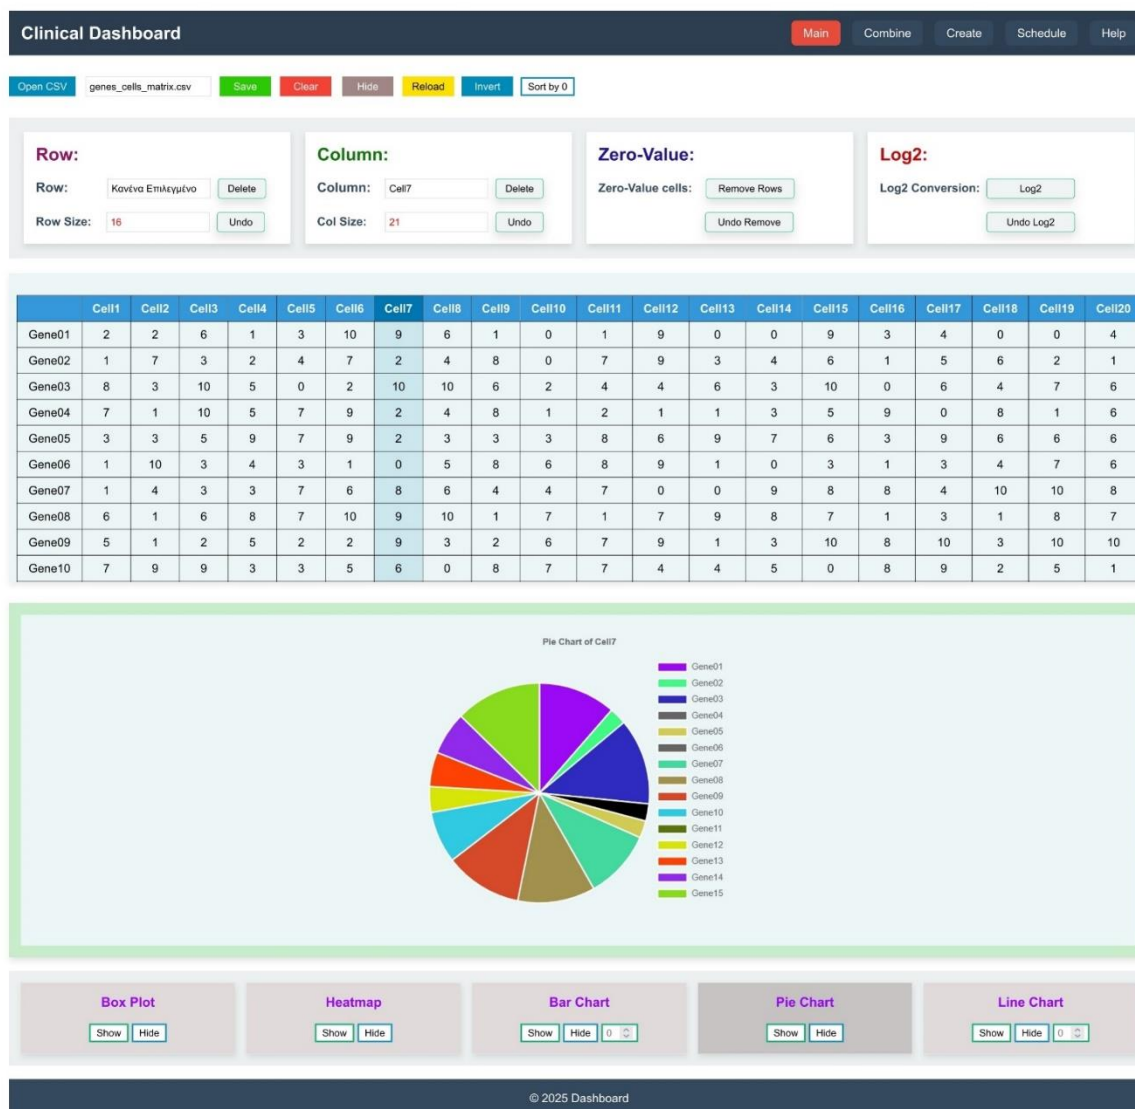 Clinical Dashboard Main Combine Create Schedule Help
Open CSV genes_cells_matrix.csv Save Clear Hide Reload Invert Sort by 0
Row: Column: Zero-Value: Log2:
Row: Κανένα Επιλεγμένο Delete Column: Cell7 Delete Zero-Value cells: Remove Rows Log2 Conversion: Log2
Row Size: 16 Undo Col Size: 21 Undo Undo Remove Undo Log2
Cell1 Cell2 Cell3 Cell4 Cell5 Cell6 Cell7 Cell8 Cell9 Cell10 Cell11 Cell12 Cell13 Cell14 Cell15 Cell16 Cell17 Cell18 Cell19 Cell20
Gene01 2 2 6 1 3 10 9 6 1 0 1 9 0 0 9 3 4 0 0 4
Gene02 1 7 3 2 4 7 2 4 8 0 7 9 3 4 6 1 5 6 2 1
Gene03 8 3 10 5 0 2 10 10 6 2 4 4 6 3 10 0 6 4 7 6
Gene04 7 1 10 5 7 9 2 4 8 1 2 1 1 3 5 9 0 8 1 6
Gene05 3 3 5 9 7 9 2 3 3 3 8 6 9 7 6 3 9 6 6 6
Gene06 1 10 3 4 3 1 0 5 8 6 8 9 1 0 3 1 3 4 7 6
Gene07 1 4 3 3 7 6 8 6 4 4 7 0 0 9 8 8 4 10 10 8
Gene08 6 1 6 8 7 10 9 10 1 7 1 7 9 8 7 1 3 1 8 7
Gene09 5 1 2 5 2 2 9 3 2 6 7 9 1 3 10 8 10 3 10 10
Gene10 7 9 9 3 3 5 6 0 8 7 7 4 4 5 0 8 9 2 5 1
Pie Chart of Cell7
Gene01
Gene02
Gene03
Gene04
Gene05
Gene06
Gene07
Gene08
Gene09
Gene10
Gene11
Gene12
Gene13
Gene14
Gene15
Box Plot Heatmap Bar Chart Pie Chart Line Chart
Show Hide Show Hide Show Hide 0 Show Hide Show Hide 0
© 2025 Dashboard